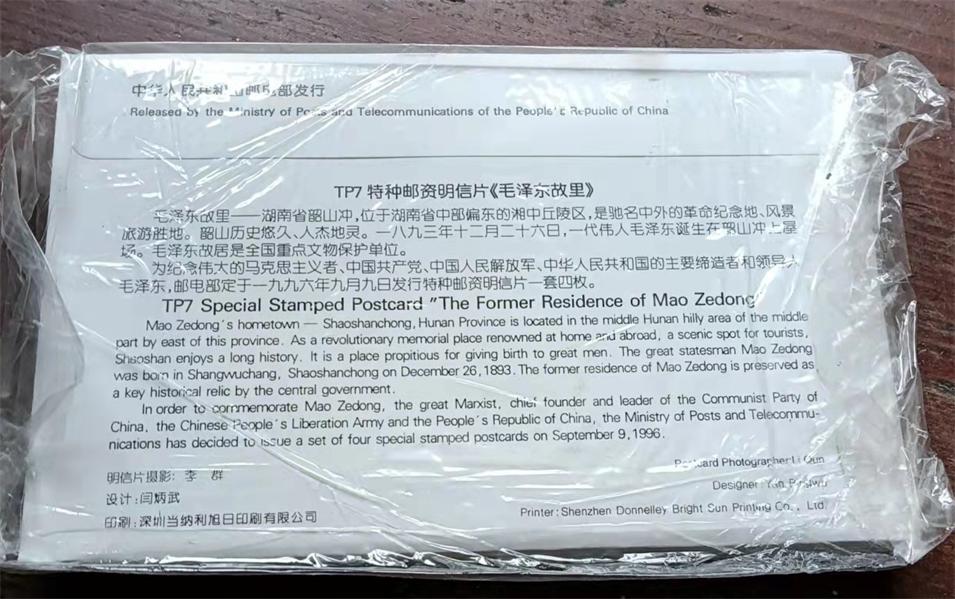 中华人民共和国邮电部发行
Released by the Ministry of Posts and Telecommunications of the People's Republic of China
TP7 特种邮资明信片《毛泽东故里》
毛泽东故里——湖南省韶山冲,位于湖南省中部偏东的湘中丘陵区,是驰名中外的革命纪念地、风景
旅游胜地。韶山历史悠久、人杰地灵。一八九三年十二月二十六日,一代伟人毛泽东诞生在韶山冲上屋
场。毛泽东故居是全国重点文物保护单位。
为纪念伟大的马克思主义者、中国共产党、中国人民解放军、中华人民共和国的主要缔造者和领导人
毛泽东,邮电部定于一九九六年九月九日发行特种邮资明信片一套四枚。
TP7 Special Stamped Postcard "The Former Residence of Mao Zedong
Mao Zedong's hometown — Shaoshanchong, Hunan Province is located in the middle Hunan hilly area of the middle
part by east of this province. As a revolutionary memorial place renowned at home and abroad, a scenic spot for tourists,
Shaoshan enjoys a long history. It is a place propitious for giving birth to great men. The great statesman Mao Zedong
was born in Shangwuchang, Shaoshanchong on December 26, 1893. The former residence of Mao Zedong is preserved as
a key historical relic by the central government.
In order to commemorate Mao Zedong, the great Marxist, chief founder and leader of the Communist Party of
China, the Chinese People's Liberation Army and the People's Republic of China, the Ministry of Posts and Telecommu-
nications has decided to issue a set of four special stamped postcards on September 9, 1996.
明信片摄影: 李 群
Postcard Photographer: Li Qun
设计: 闫炳武
Designer: Yan Bingwu
印刷: 深圳当纳利旭日印刷有限公司
Printer: Shenzhen Donnelley Bright Sun Printing Co., Ltd.